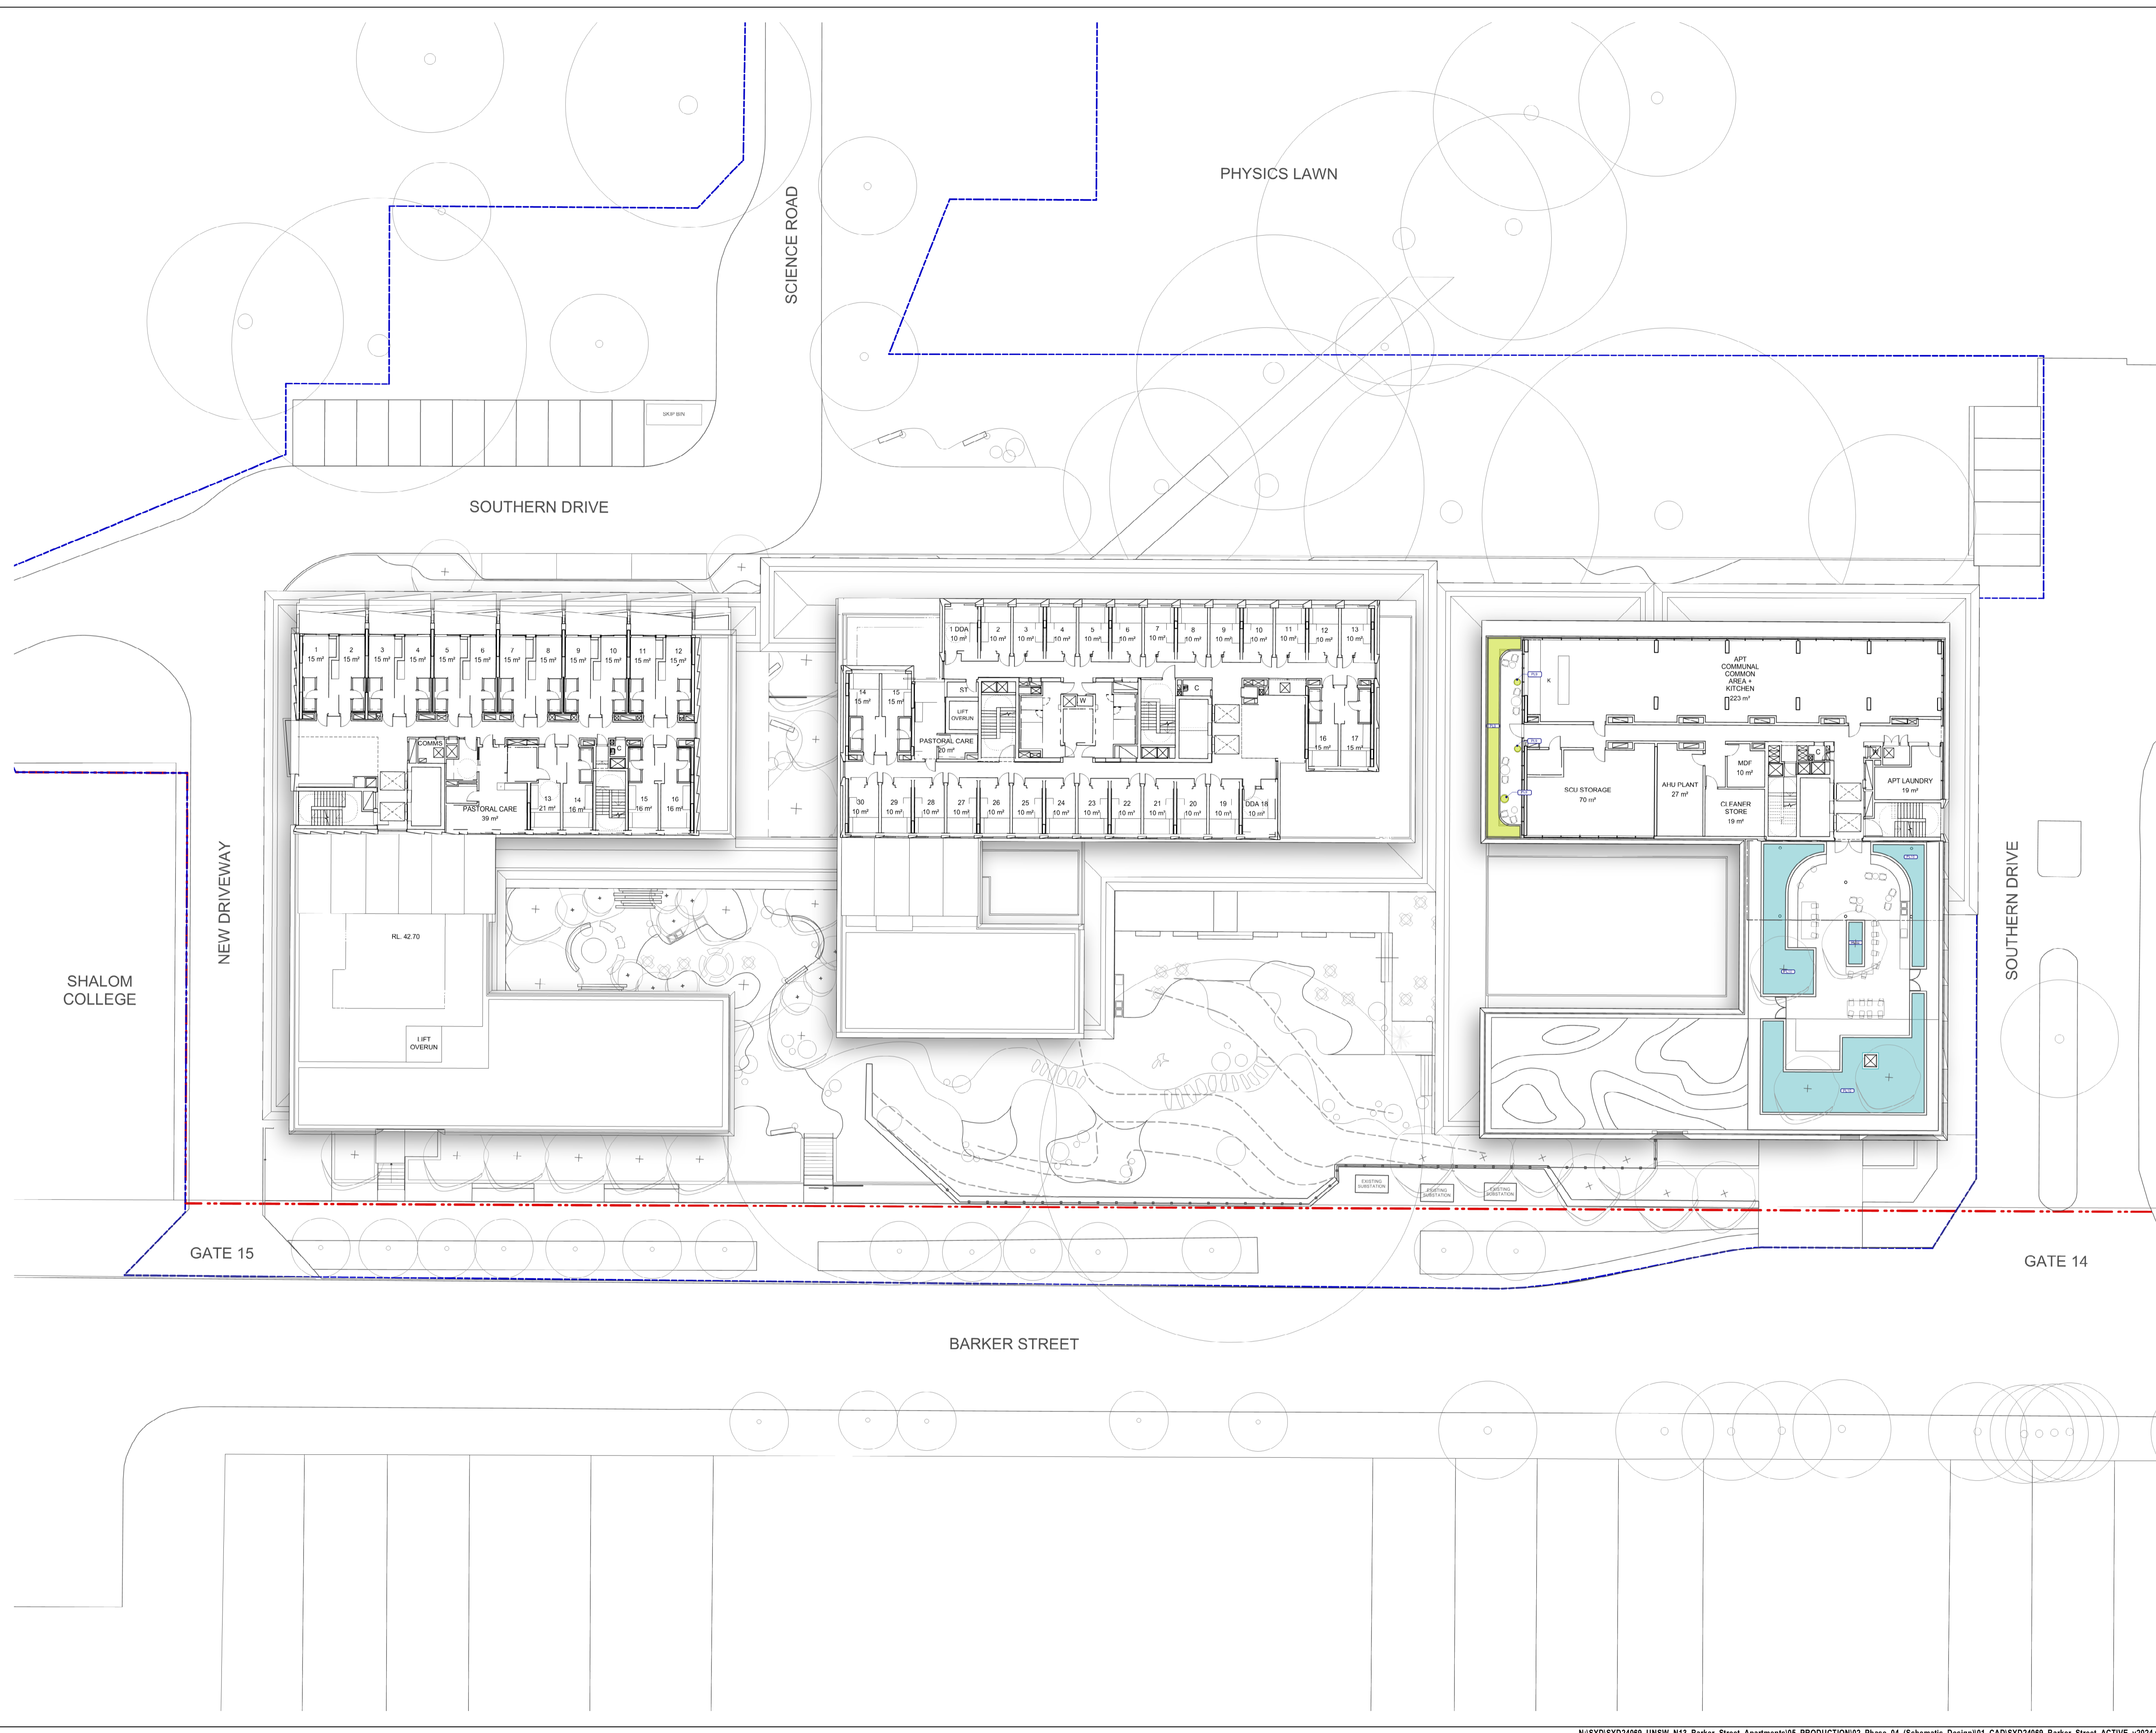 PHYSICS LAWN
SCIENCE ROAD
SKIP BIN
SOUTHERN DRIVE
1
15 m²
2
15 m²
3
15 m²
4
15 m²
5
15 m²
6
15 m²
7
15 m²
8
15 m²
9
15 m²
10
15 m²
11
15 m²
12
15 m²
COMMS
C
PASTORAL CARE
39 m²
13
21 m²
14
16 m²
15
16 m²
16
16 m²
1 DDA
10 m²
2
10 m²
3
10 m²
4
10 m²
5
10 m²
6
10 m²
7
10 m²
8
10 m²
9
10 m²
10
10 m²
11
10 m²
12
10 m²
13
10 m²
14
15 m²
15
15 m²
ST
LIFT
OVERUN
W
C
PASTORAL CARE
20 m²
16
15 m²
17
15 m²
30
10 m²
29
10 m²
28
10 m²
27
10 m²
26
10 m²
25
10 m²
24
10 m²
23
10 m²
22
10 m²
21
10 m²
20
10 m²
19
10 m²
DDA 18
10 m²
K
APT
COMMUNAL
COMMON
AREA +
KITCHEN
223 m²
SCU STORAGE
70 m²
AHU PLANT
27 m²
MDF
10 m²
CLEANER
STORE
19 m²
C
W
APT LAUNDRY
19 m²
NEW DRIVEWAY
RL. 42.70
LIFT
OVERUN
SHALOM
COLLEGE
SOUTHERN DRIVE
EXISTING
SUBSTATION
EXISTING
SUBSTATION
EXISTING
SUBSTATION
GATE 15
GATE 14
BARKER STREET